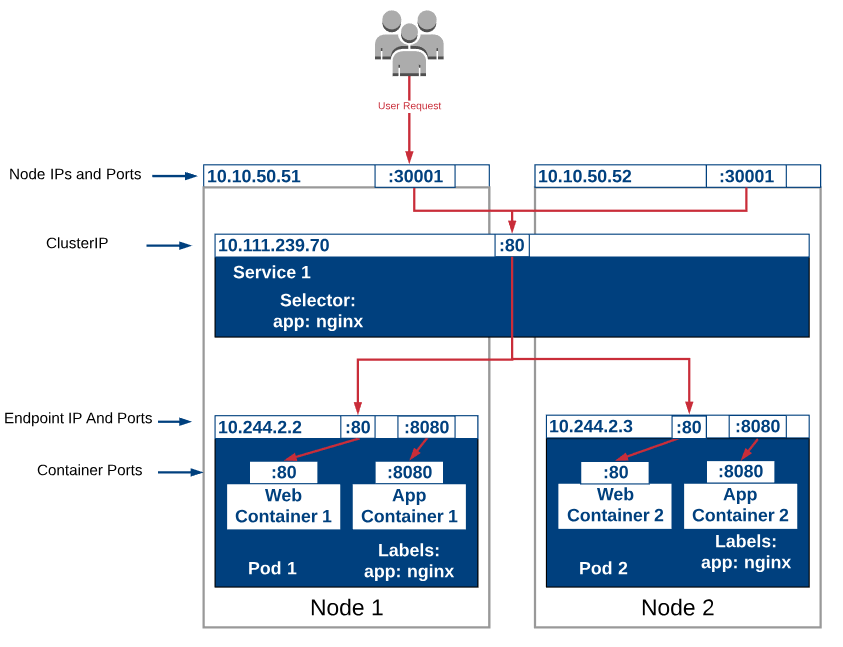 User Request
Node IPs and Ports
10.10.50.51
:30001
10.10.50.52
:30001
ClusterIP
10.111.239.70
:80
Service 1
Selector:
app: nginx
Endpoint IP And Ports
10.244.2.2
:80
:8080
10.244.2.3
:80
:8080
Container Ports
:80
:8080
:80
:8080
Web
Container 1
App
Container 1
Web
Container 2
App
Container 2
Pod 1
Labels:
app: nginx
Pod 2
Labels:
app: nginx
Node 1
Node 2